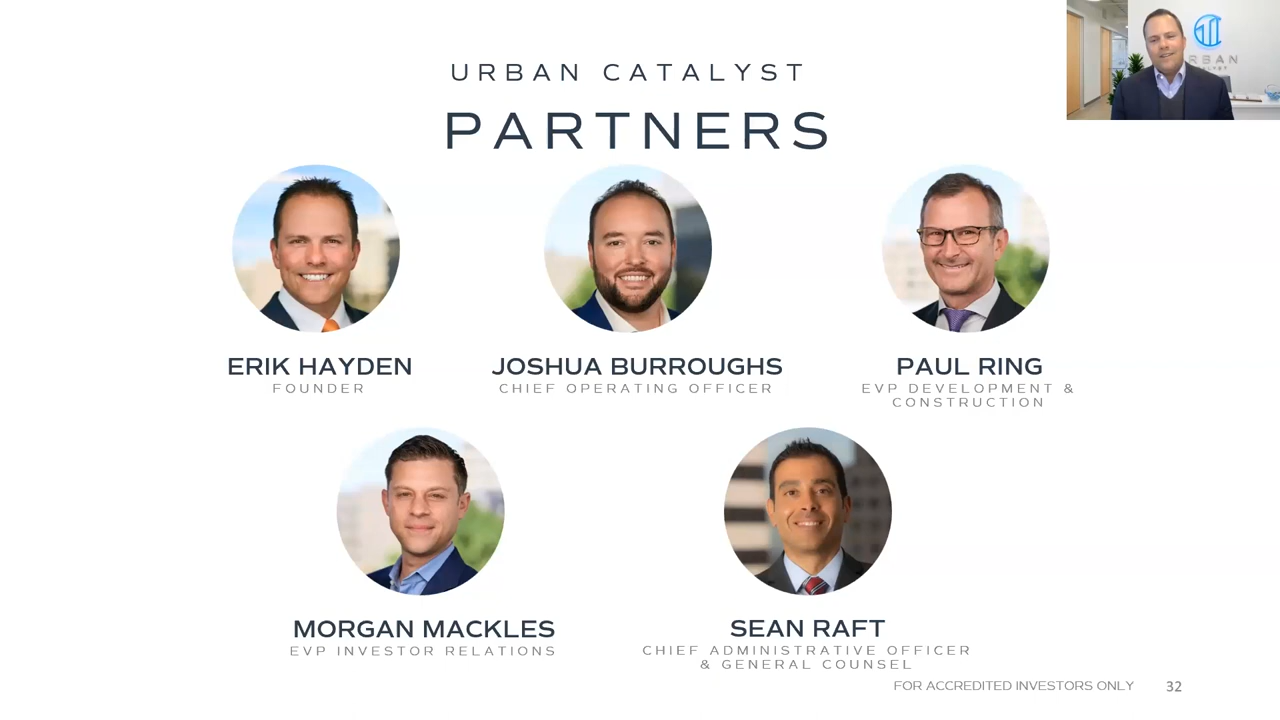 URBAN CATALYST
PARTNERS
ERIK HAYDEN
FOUNDER
JOSHUA BURROUGHS
CHIEF OPERATING OFFICER
PAUL RING
EVP DEVELOPMENT &
CONSTRUCTION
MORGAN MACKLES
EVP INVESTOR RELATIONS
SEAN RAFT
CHIEF ADMINISTRATIVE OFFICER
& GENERAL COUNSEL
FOR ACCREDITED INVESTORS ONLY
32